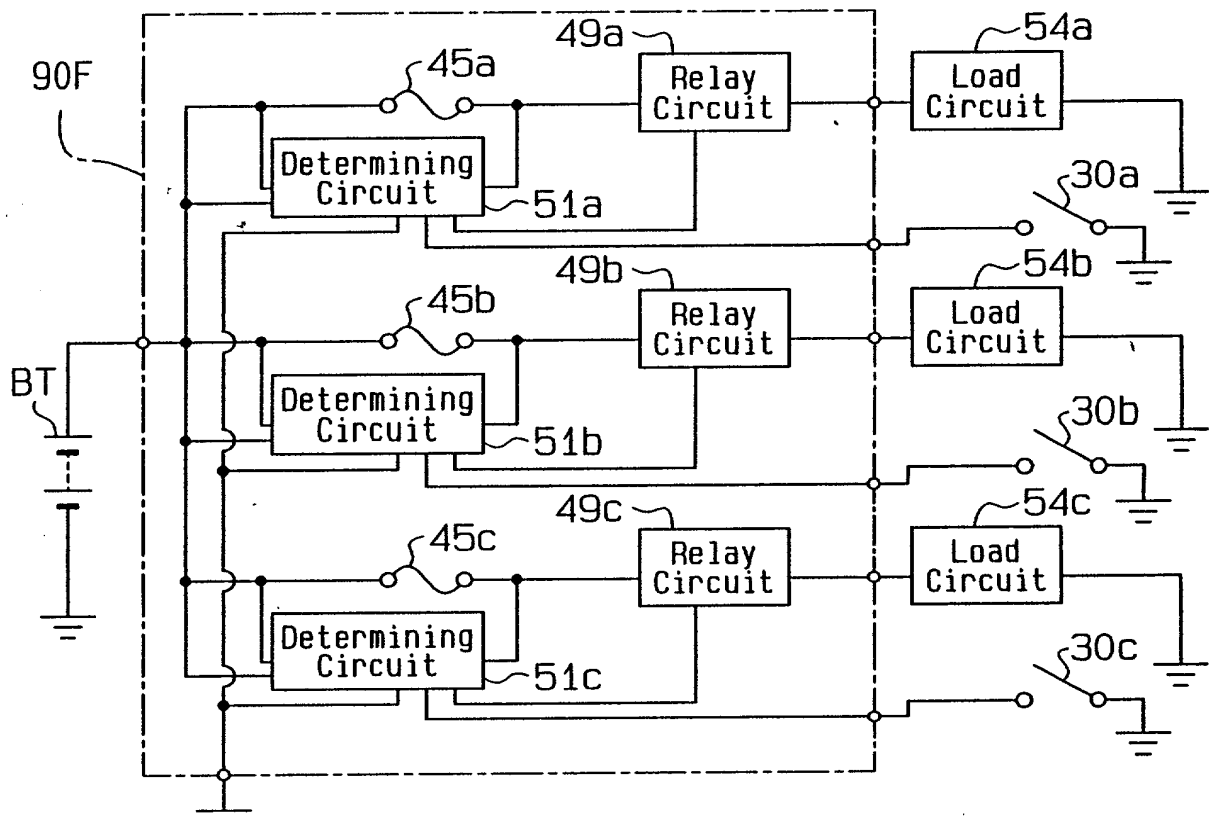 90F
45a
49a
Relay
Circuit
54a
Load
Circuit
Determining
Circuit
51a
30a
45b
49b
Relay
Circuit
54b
Load
Circuit
BT
Determining
Circuit
51b
30b
45c
49c
Relay
Circuit
54c
Load
Circuit
Determining
Circuit
51c
30c